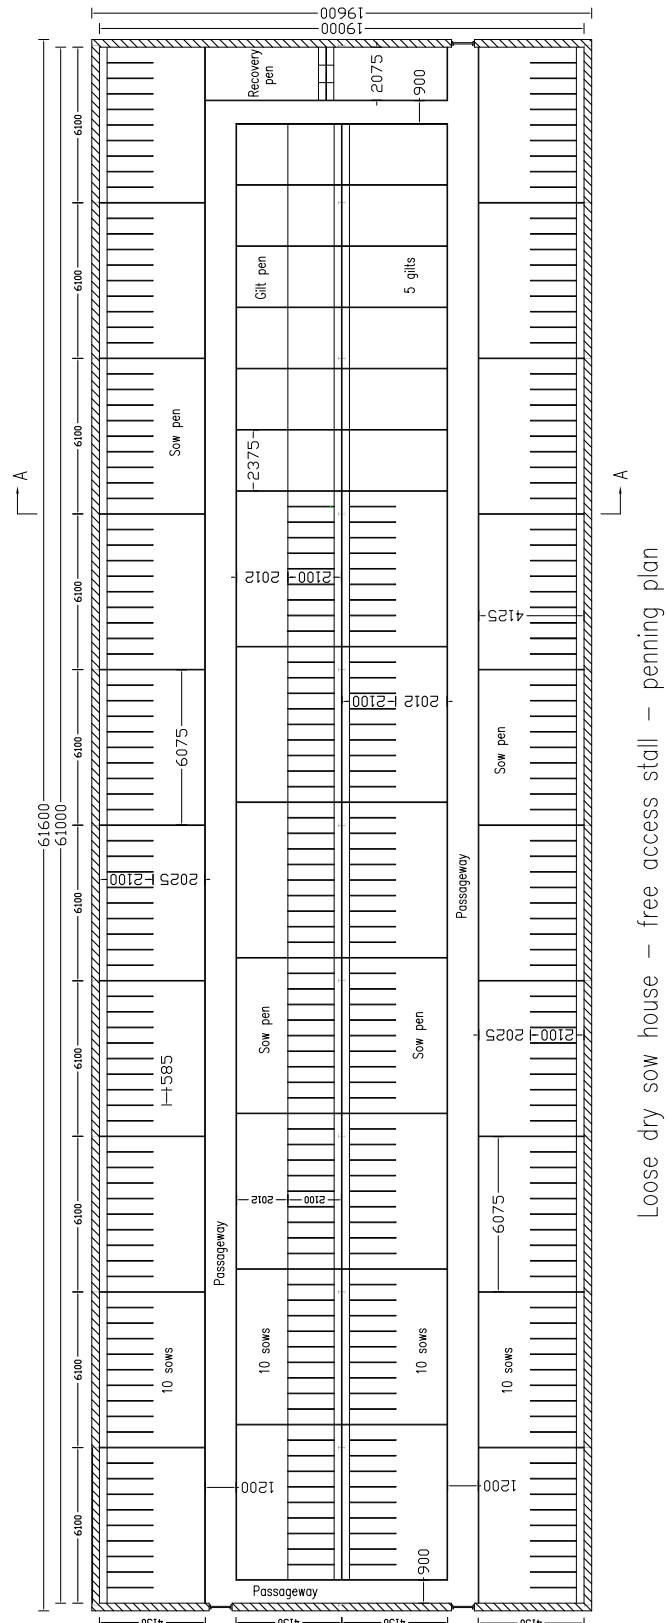 19600
19000
Recovery
pen
2075
900
6100
6100
Gilt pen
5 gilts
6100
Sow pen
2375
A
A
6100
2012
2100
4125
61600
61000
6100
6075
2100
2012
Sow pen
6100
2100
2025
Passageway
6100
585
Sow pen
Sow pen
2025
2100
6100
2012
2100
6075
Passageway
6100
10 sows
10 sows
10 sows
10 sows
6100
1200
1200
900
Passageway
Loose dry sow house – free access stall – penning plan